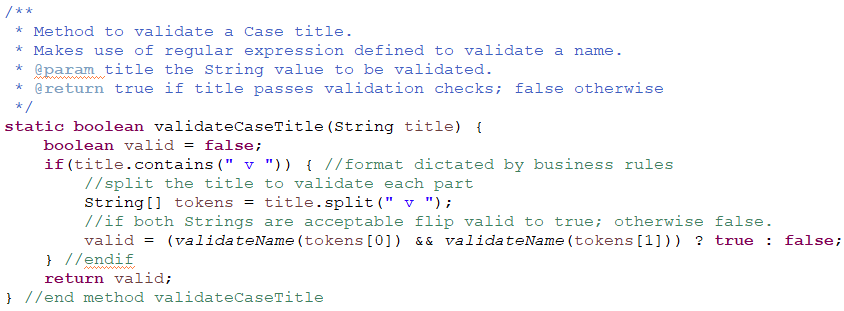 /**
 * Method to validate a Case title.
 * Makes use of regular expression defined to validate a name.
 * @param title the String value to be validated.
 * @return true if title passes validation checks; false otherwise
 */
static boolean validateCaseTitle(String title) {
    boolean valid = false;
    if(title.contains(" v ")) { //format dictated by business rules
        //split the title to validate each part
        String[] tokens = title.split(" v ");
        //if both Strings are acceptable flip valid to true; otherwise false.
        valid = (validateName(tokens[0]) && validateName(tokens[1])) ? true : false;
    } //endif
    return valid;
} //end method validateCaseTitle